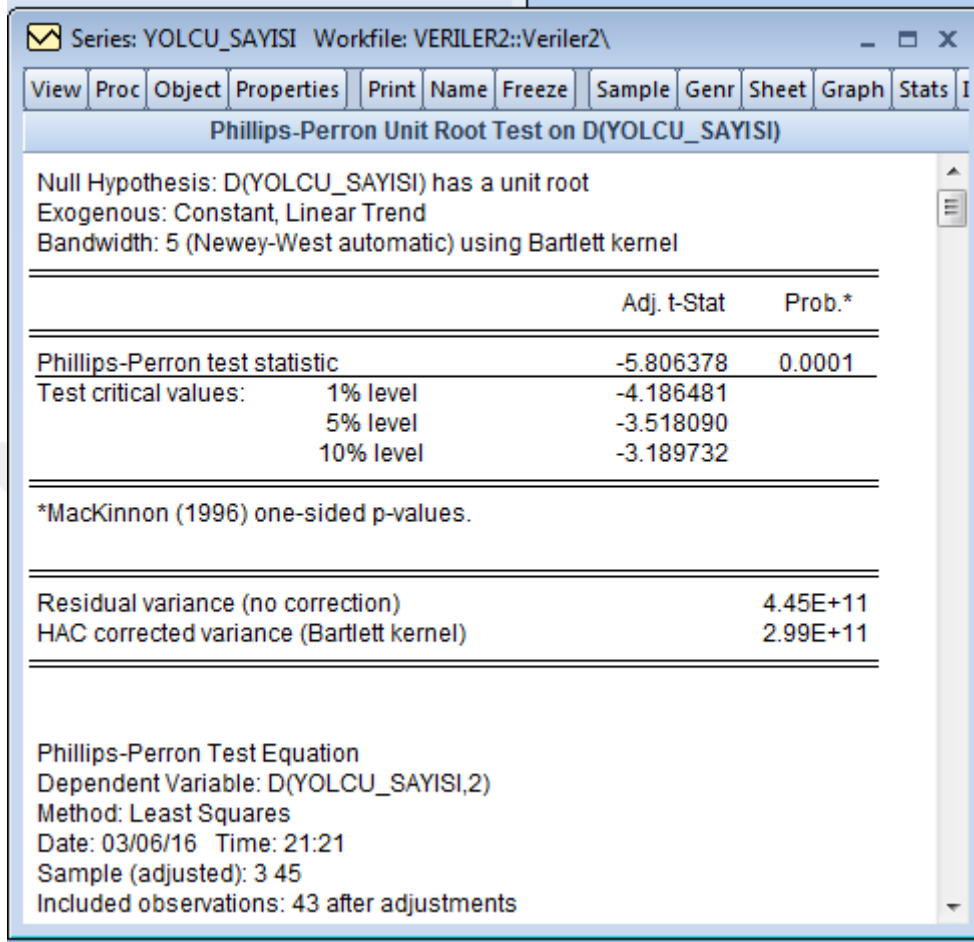 Series: YOLCU_SAYISI Workfile: VERILER2::Veriler2\
View Proc Object Properties Print Name Freeze Sample Genr Sheet Graph Stats
Phillips-Perron Unit Root Test on D(YOLCU_SAYISI)
Null Hypothesis: D(YOLCU_SAYISI) has a unit root
Exogenous: Constant, Linear Trend
Bandwidth: 5 (Newey-West automatic) using Bartlett kernel
Adj. t-Stat Prob.*
Phillips-Perron test statistic -5.806378 0.0001
Test critical values: 1% level -4.186481
5% level -3.518090
10% level -3.189732
*MacKinnon (1996) one-sided p-values.
Residual variance (no correction) 4.45E+11
HAC corrected variance (Bartlett kernel) 2.99E+11
Phillips-Perron Test Equation
Dependent Variable: D(YOLCU_SAYISI,2)
Method: Least Squares
Date: 03/06/16 Time: 21:21
Sample (adjusted): 3 45
Included observations: 43 after adjustments